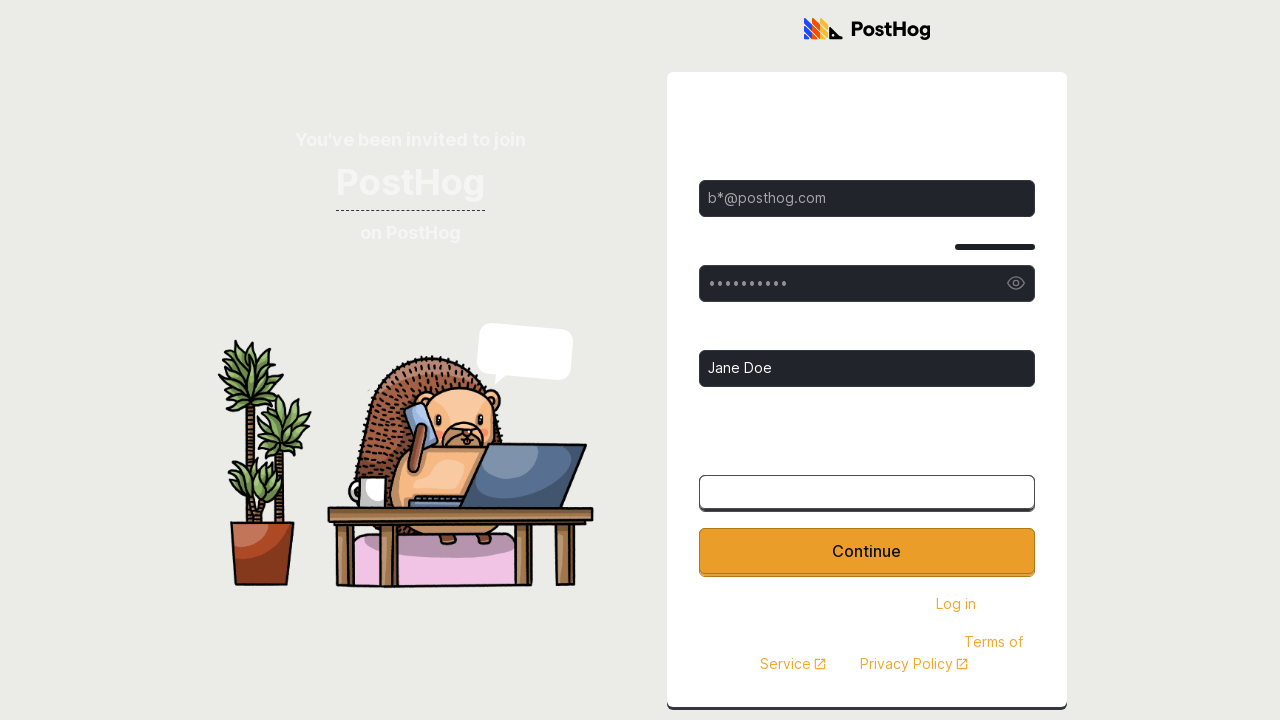 PostHog
You've been invited to join
PostHog
on PostHog
b*@posthog.com
••••••••••
Jane Doe
Continue
Log in
Terms of
Service Privacy Policy